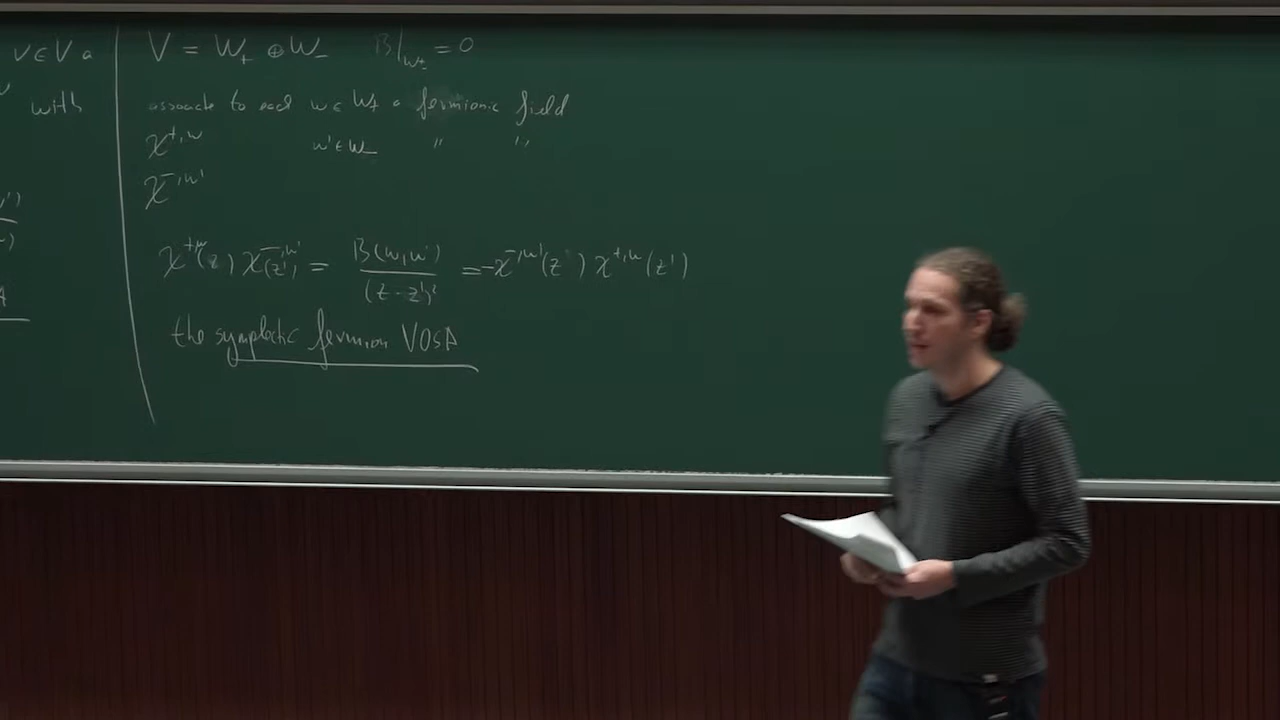 v ∈ V a
with
V = W₊ ⊕ W₋ B|_{W±} = 0
associate to each w ∈ W₊ a fermionic field
χ^{+,w} w' ∈ W₋ " "
χ^{-,w'}
χ^{+,w}(z) χ^{-,w'}(z') = B(w,w')/(z-z')² = -χ^{-,w'}(z') χ^{+,w}(z')
the symplectic fermion VOSA